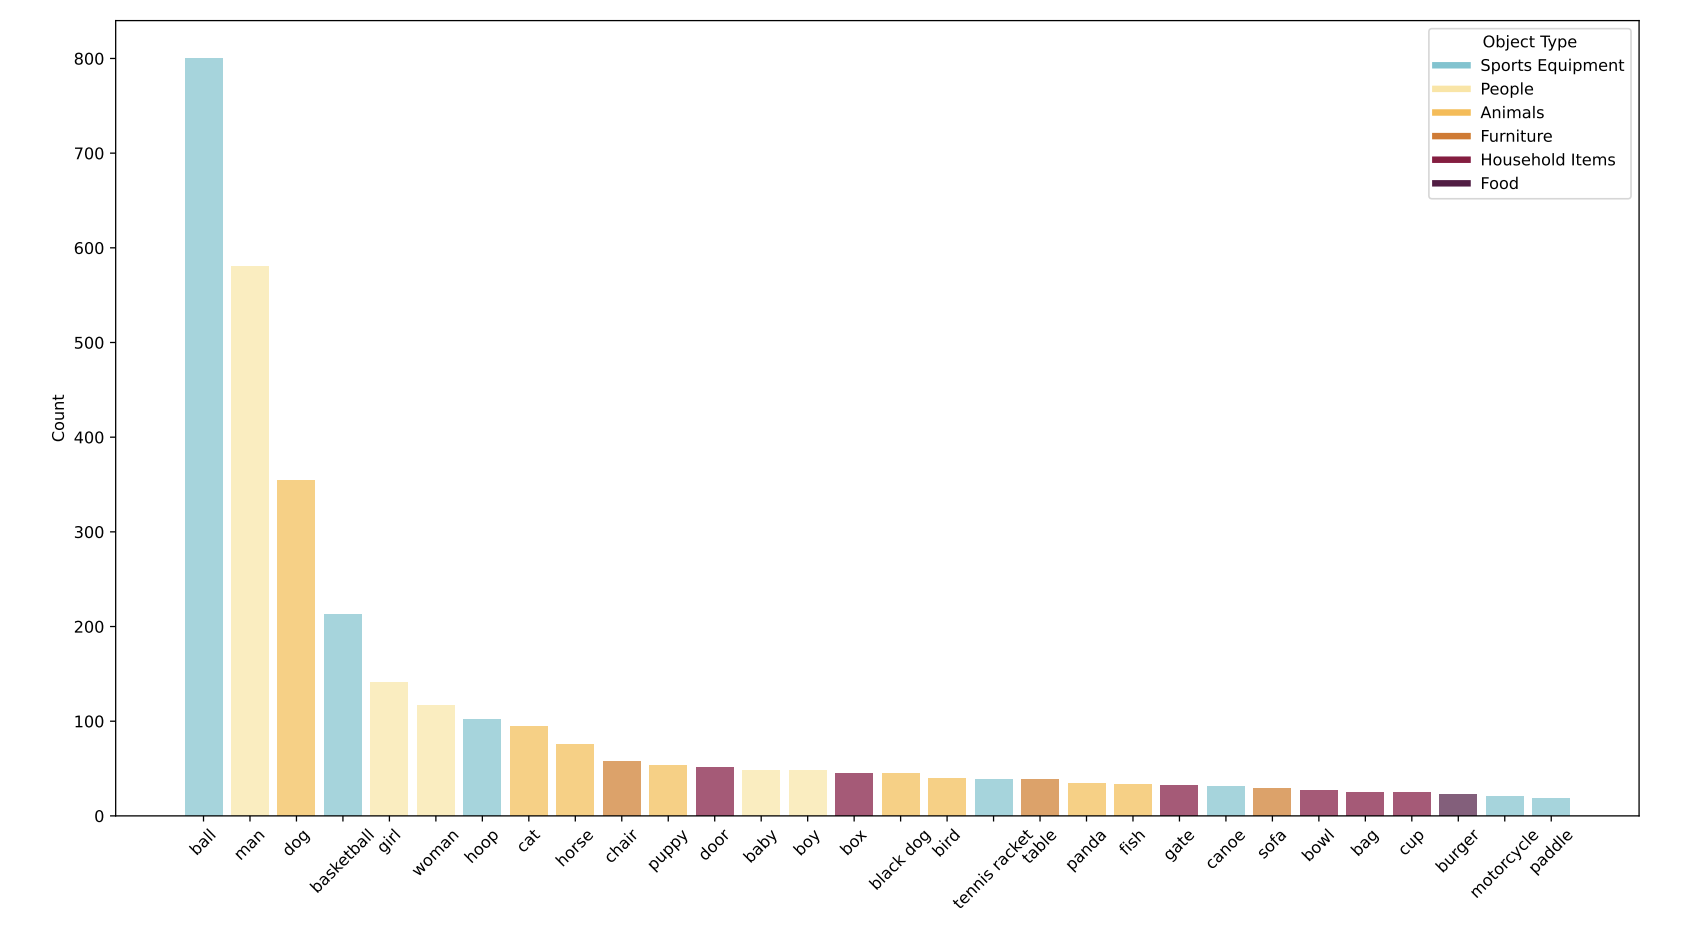 Object Type
Sports Equipment
People
Animals
Furniture
Household Items
Food
Count
800
700
600
500
400
300
200
100
0
ball
man
dog
basketball
girl
woman
hoop
cat
horse
chair
puppy
door
baby
boy
box
black dog
bird
tennis racket
table
panda
fish
gate
canoe
sofa
bowl
bag
cup
burger
motorcycle
paddle